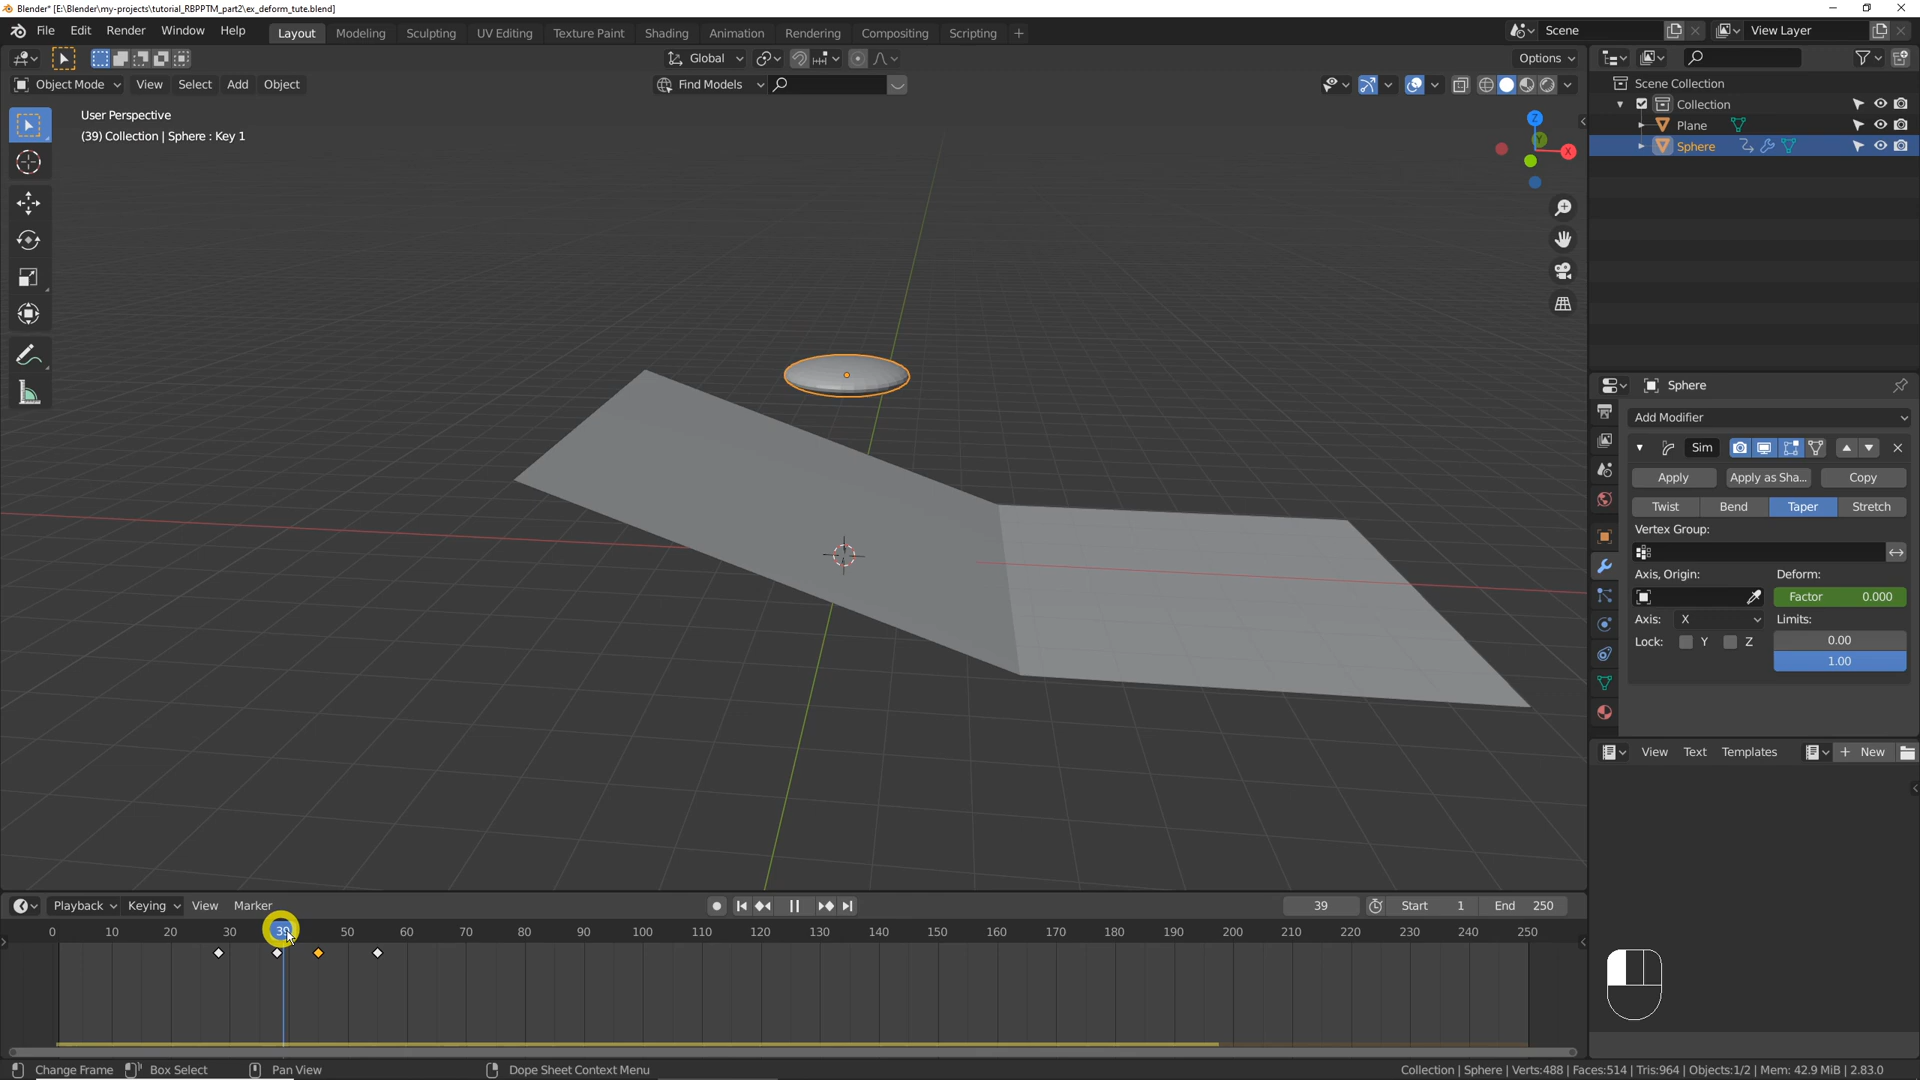 Blender* [E:\Blender\my-projects\tutorial_RBPPTM_part2\ex_deform_tute.blend]
File Edit Render Window Help Layout Modeling Sculpting UV Editing Texture Paint Shading Animation Rendering Compositing Scripting + Scene View Layer
Global Options
Object Mode View Select Add Object Find Models
User Perspective
(39) Collection | Sphere : Key 1
Z
Y
X
Scene Collection
Collection
Plane
Sphere
Sphere
Add Modifier
Sim
Apply Apply as Sha... Copy
Twist Bend Taper Stretch
Vertex Group:
Axis, Origin: Deform:
Factor 0.000
Axis: X Limits:
Lock: Y Z 0.00
1.00
View Text Templates + New
Playback Keying View Marker 39 Start 1 End 250
0 10 20 30 39 50 60 70 80 90 100 110 120 130 140 150 160 170 180 190 200 210 220 230 240 250
Change Frame Box Select Pan View Dope Sheet Context Menu Collection | Sphere | Verts:488 | Faces:514 | Tris:964 | Objects:1/2 | Mem: 42.9 MiB | 2.83.0